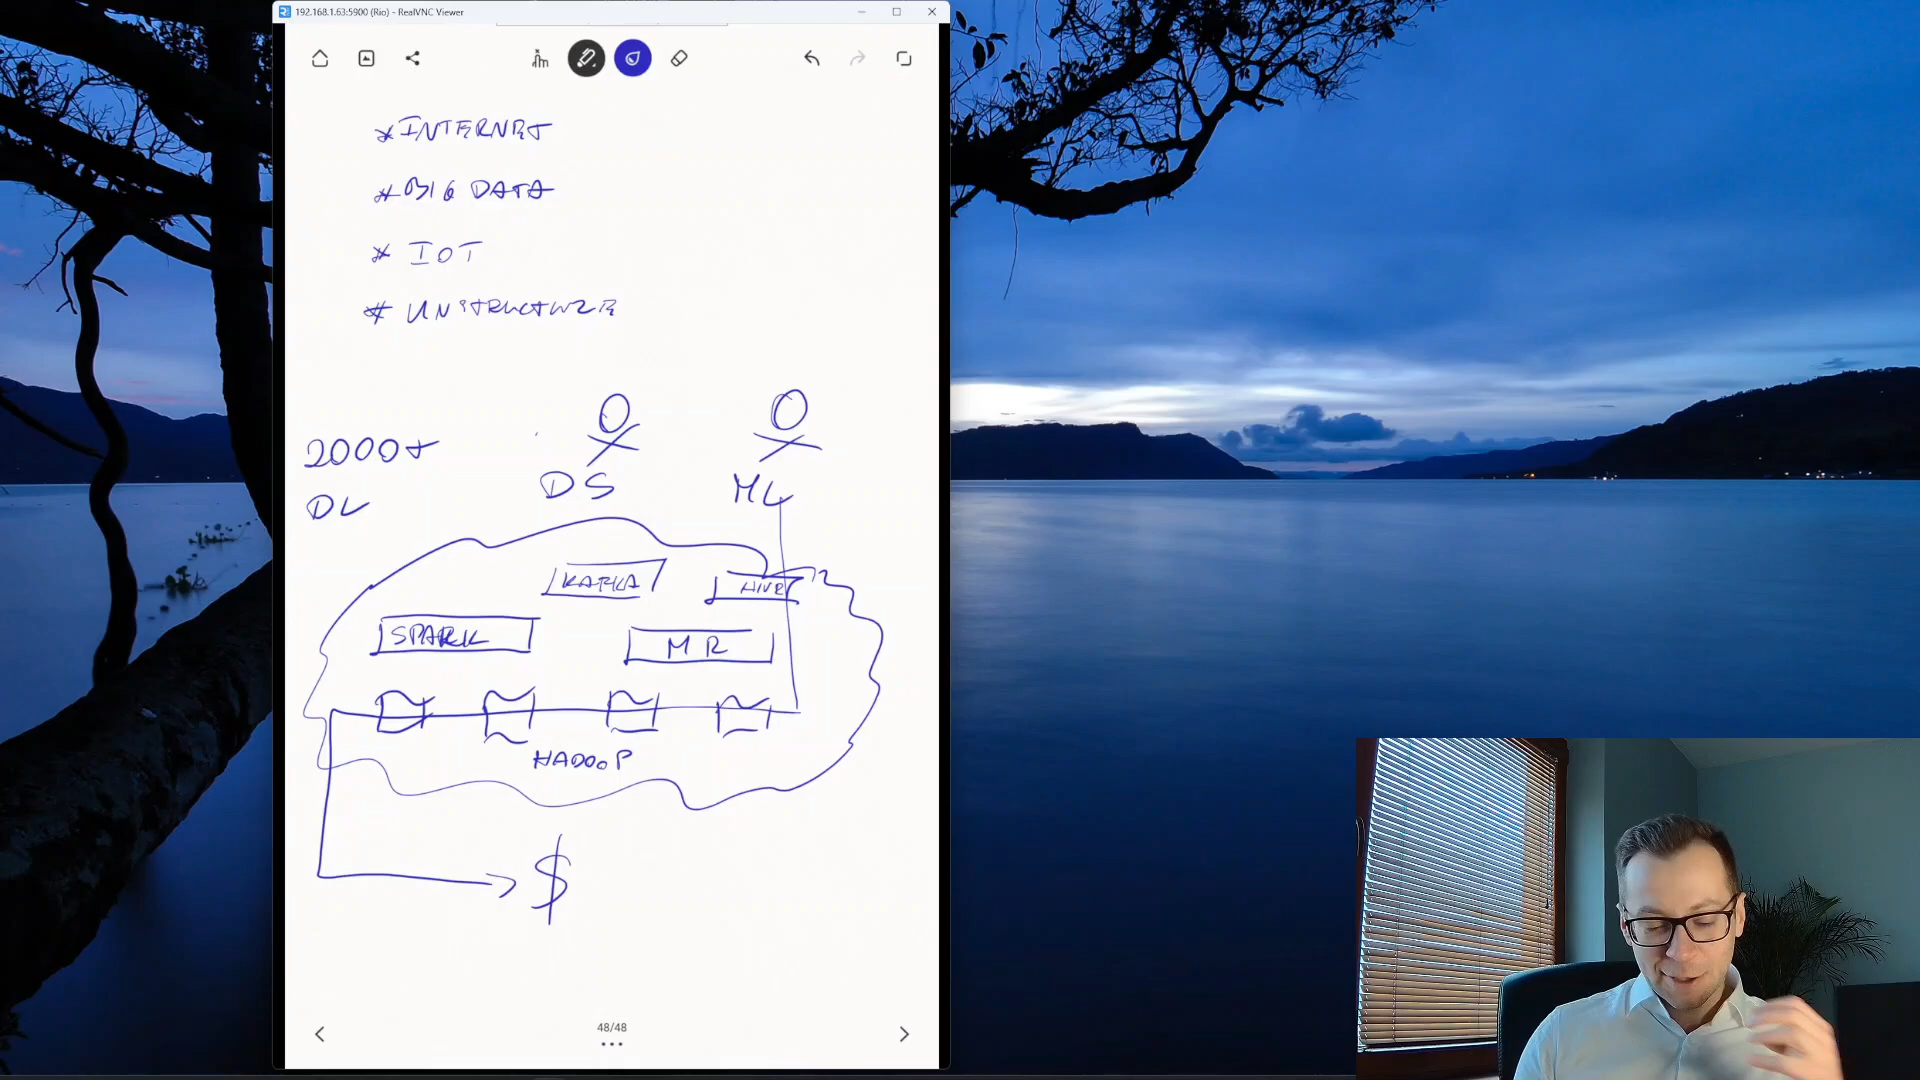 192.168.1.63:5900 (Rio) - RealVNC Viewer
* INTERNET
* BIG DATA
* IOT
* UNSTRUCTURE
2000+
DL
DS
ML
KAFKA
HIVE
SPARK
MR
HADOOP
$
48/48